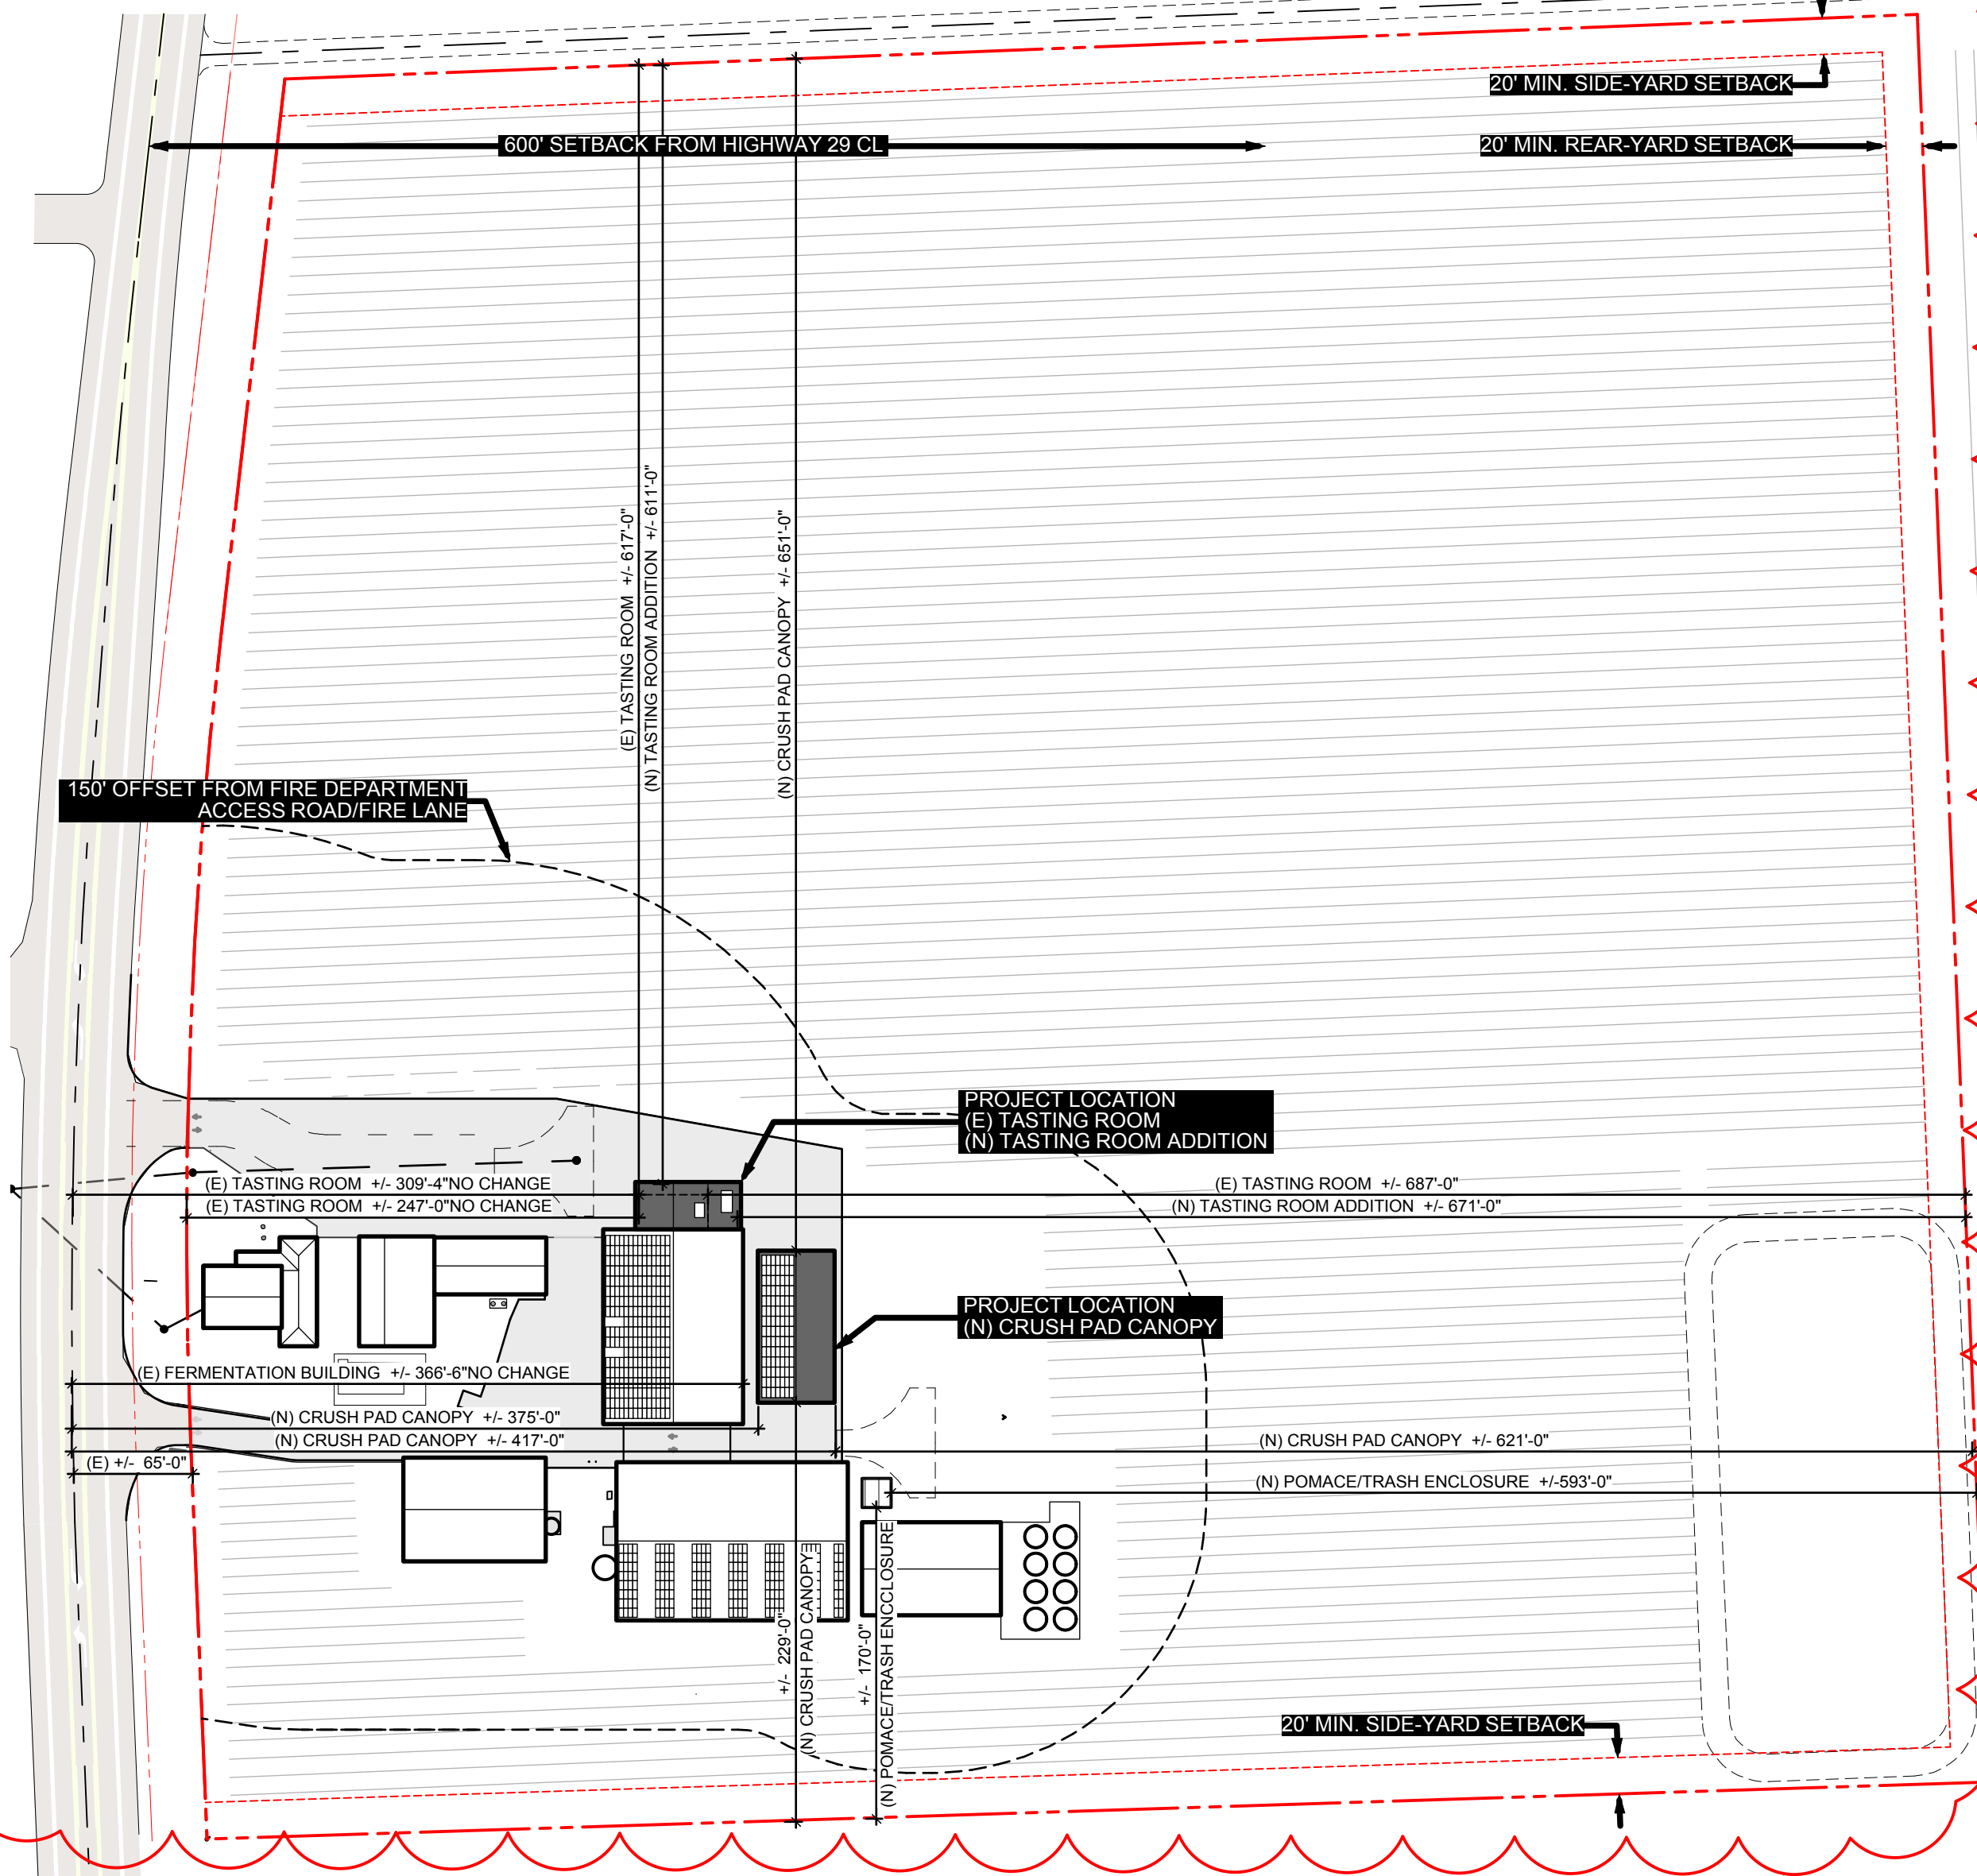 20' MIN. SIDE-YARD SETBACK
600' SETBACK FROM HIGHWAY 29 CL
20' MIN. REAR-YARD SETBACK
(E) TASTING ROOM +/- 617'-0"
(N) TASTING ROOM ADDITION +/- 611'-0"
(N) CRUSH PAD CANOPY +/- 651'-0"
150' OFFSET FROM FIRE DEPARTMENT
ACCESS ROAD/FIRE LANE
PROJECT LOCATION
(E) TASTING ROOM
(N) TASTING ROOM ADDITION
(E) TASTING ROOM +/- 309'-4"NO CHANGE
(E) TASTING ROOM +/- 687'-0"
(E) TASTING ROOM +/- 247'-0"NO CHANGE
(N) TASTING ROOM ADDITION +/- 671'-0"
PROJECT LOCATION
(N) CRUSH PAD CANOPY
(E) FERMENTATION BUILDING +/- 366'-6"NO CHANGE
(N) CRUSH PAD CANOPY +/- 375'-0"
(N) CRUSH PAD CANOPY +/- 417'-0"
(N) CRUSH PAD CANOPY +/- 621'-0"
(E) +/- 65'-0"
(N) POMACE/TRASH ENCLOSURE +/-593'-0"
+/- 229'-0"
(N) CRUSH PAD CANOPY
+/- 170'-0"
(N) POMACE/TRASH ENCCLOSURE
20' MIN. SIDE-YARD SETBACK